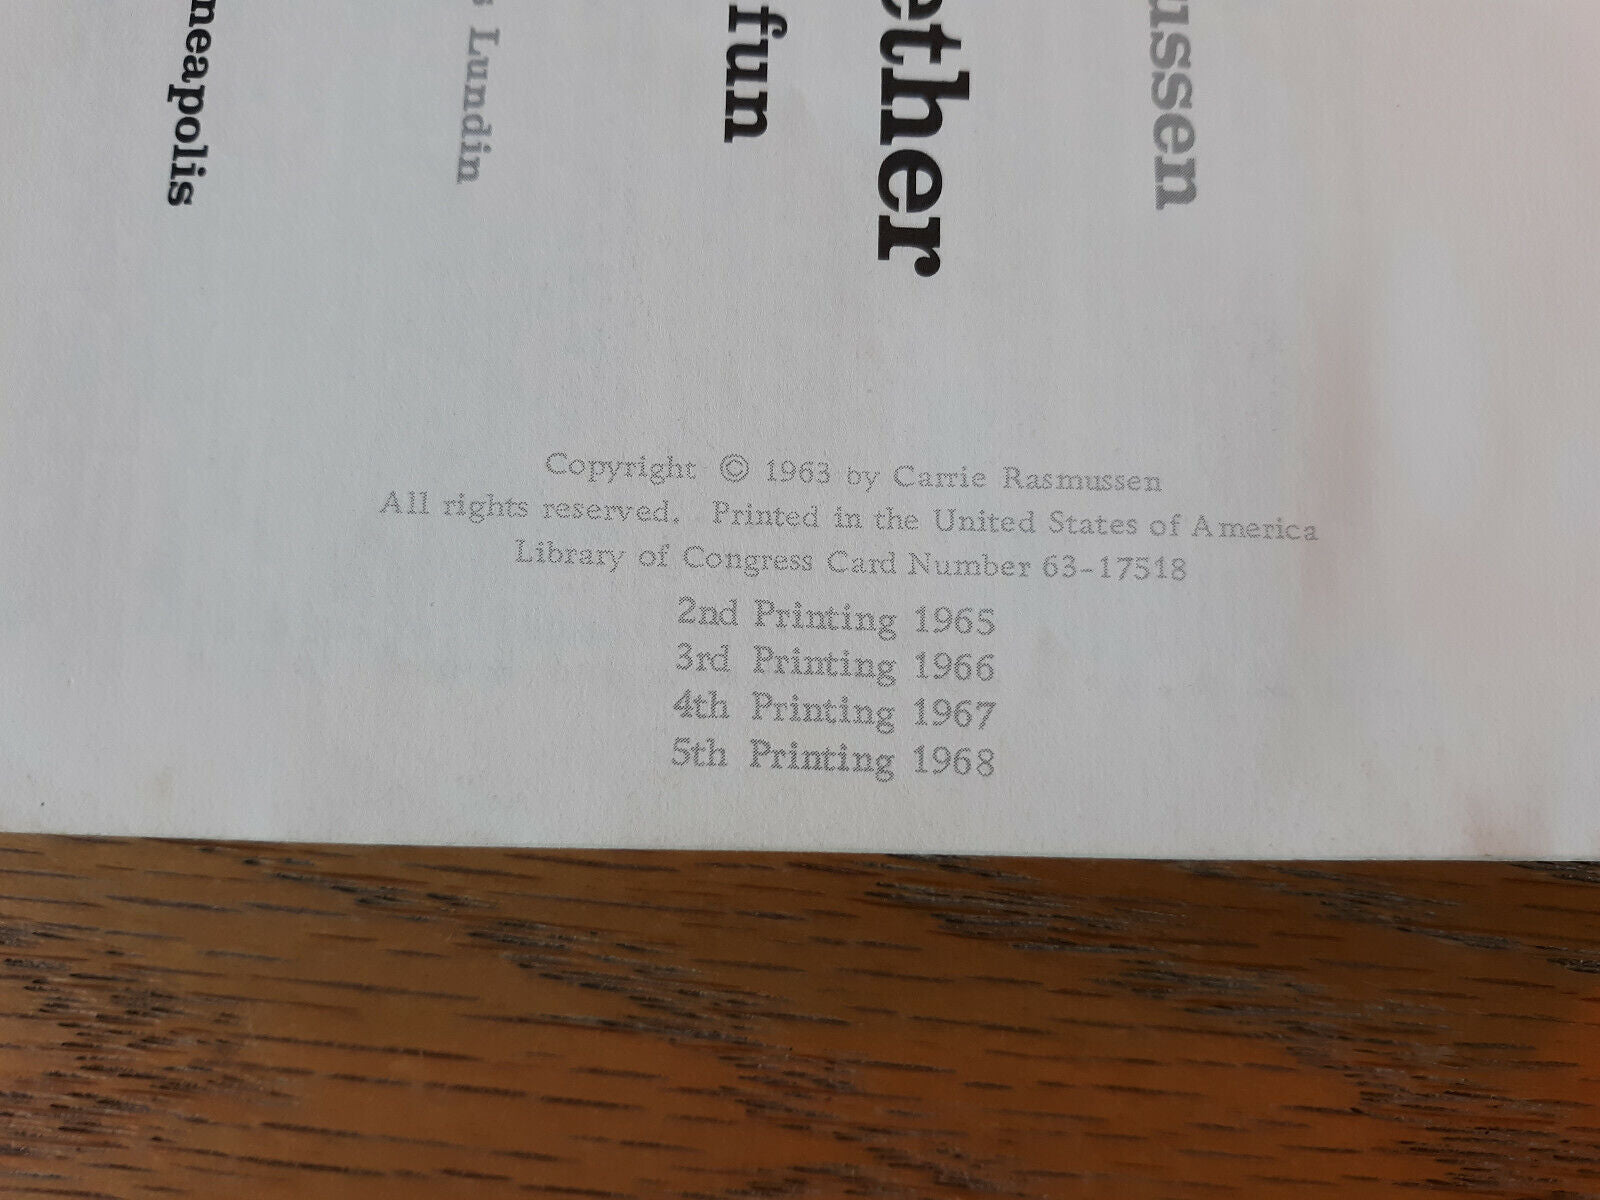 ussen
ether
fun
Lundin
neapolis
Copyright © 1963 by Carrie Rasmussen
All rights reserved. Printed in the United States of America
Library of Congress Card Number 63-17518
2nd Printing 1965
3rd Printing 1966
4th Printing 1967
5th Printing 1968